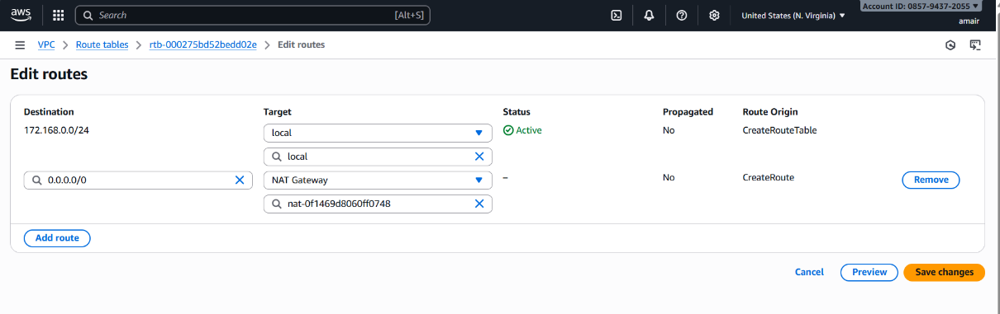 aws
Search [Alt+S]
United States (N. Virginia)
Account ID: 0857-9437-2055
amair
VPC > Route tables > rtb-000275bd52bedd02e > Edit routes
Edit routes
Destination Target Status Propagated Route Origin
172.168.0.0/24 local Active No CreateRouteTable
local
0.0.0.0/0 NAT Gateway – No CreateRoute Remove
nat-0f1469d8060ff0748
Add route
Cancel Preview Save changes